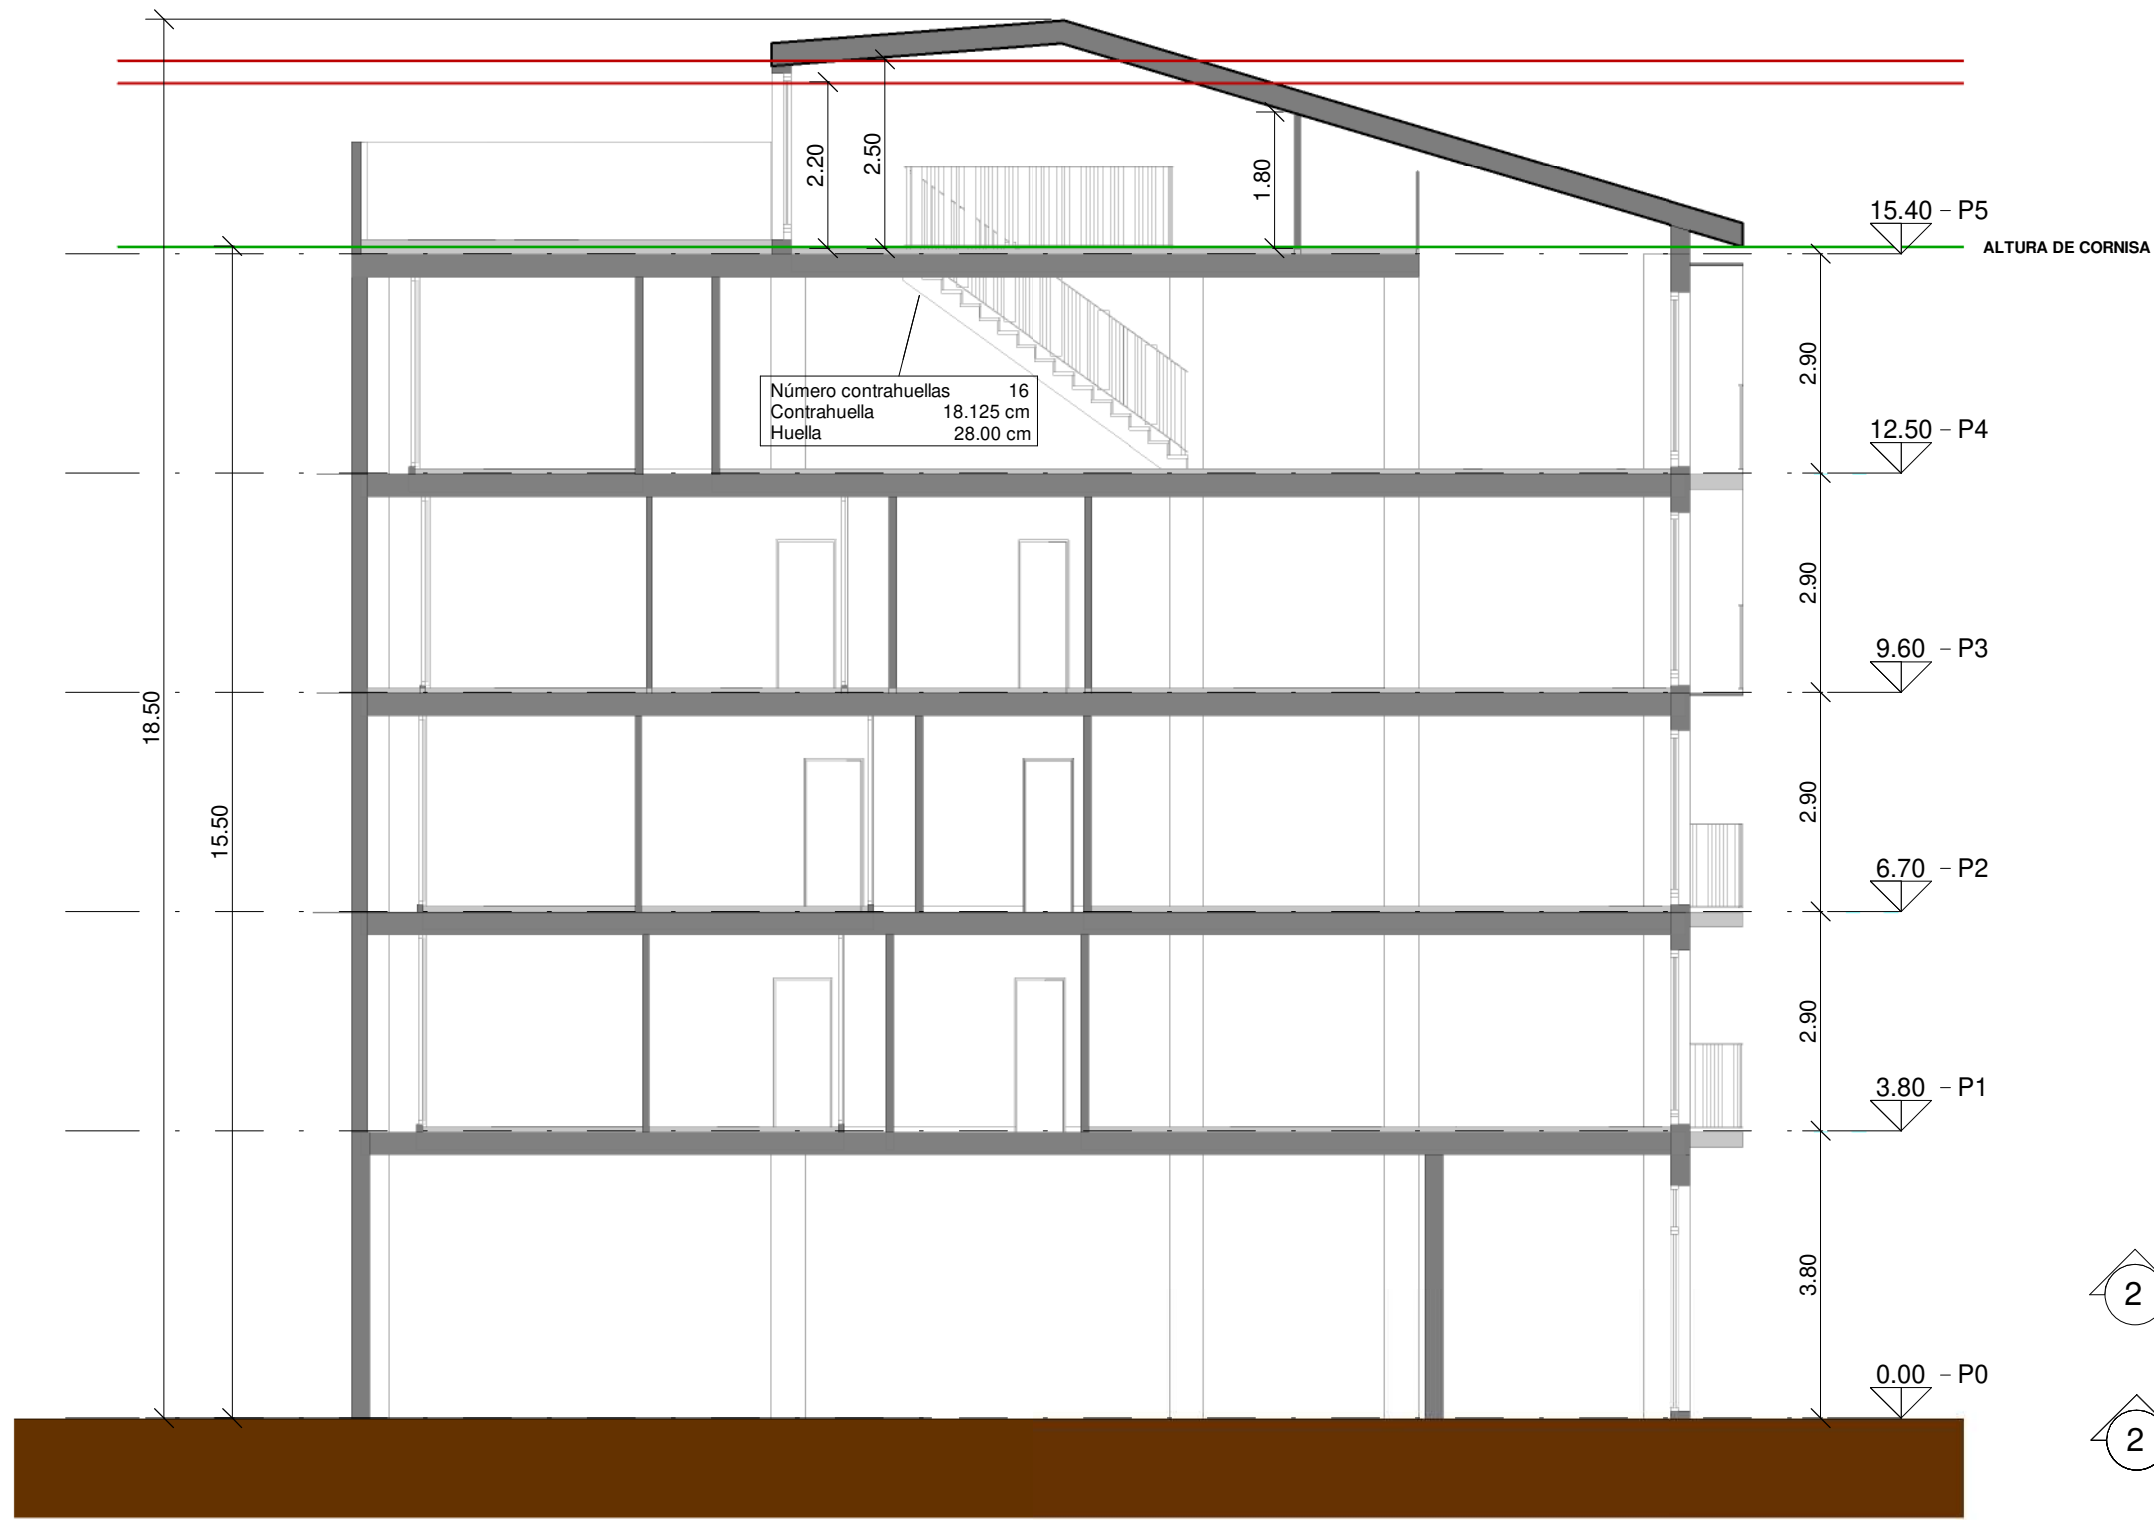 2.20
2.50
1.80
15.40 - P5
ALTURA DE CORNISA
2.90
Número contrahuellas 16
Contrahuella 18.125 cm
Huella 28.00 cm
12.50 - P4
2.90
9.60 - P3
18.50
15.50
2.90
6.70 - P2
2.90
3.80 - P1
3.80
2
0.00 - P0
2